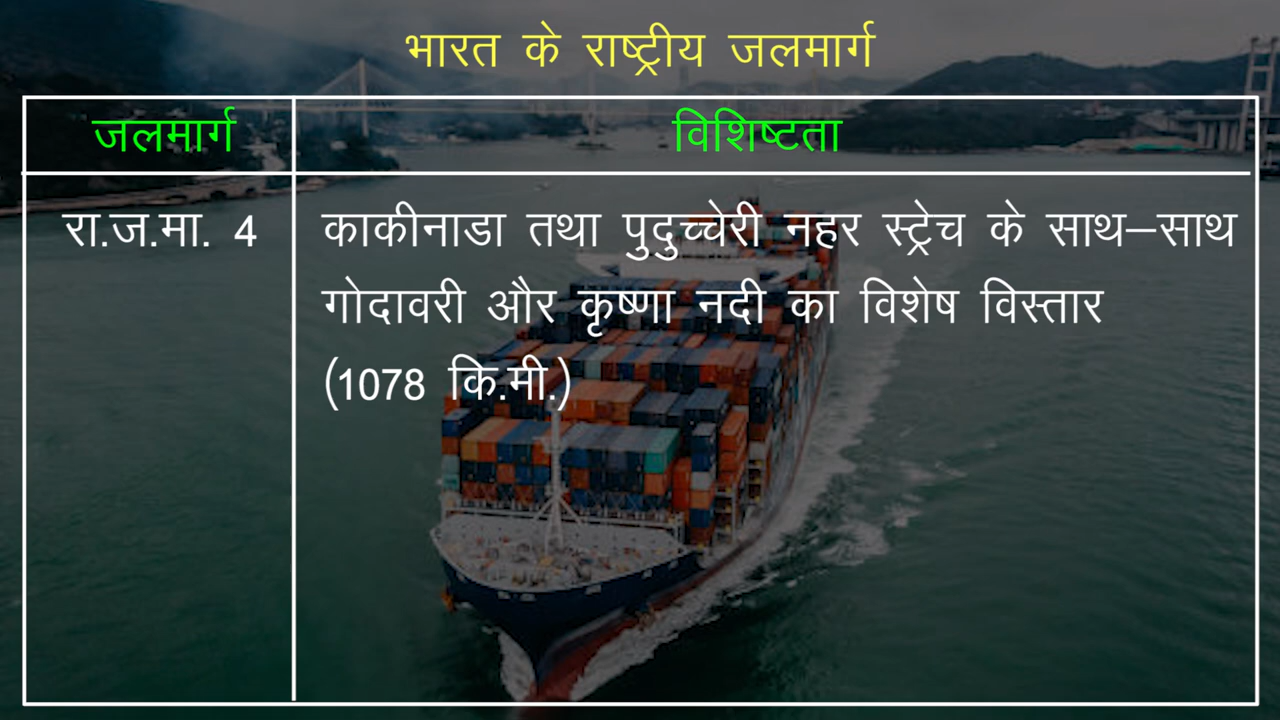 भारत के राष्ट्रीय जलमार्ग
जलमार्ग
विशिष्टता
रा.ज.मा. 4
काकीनाडा तथा पुदुच्चेरी नहर स्ट्रेच के साथ–साथ
गोदावरी और कृष्णा नदी का विशेष विस्तार
(1078 कि.मी.)